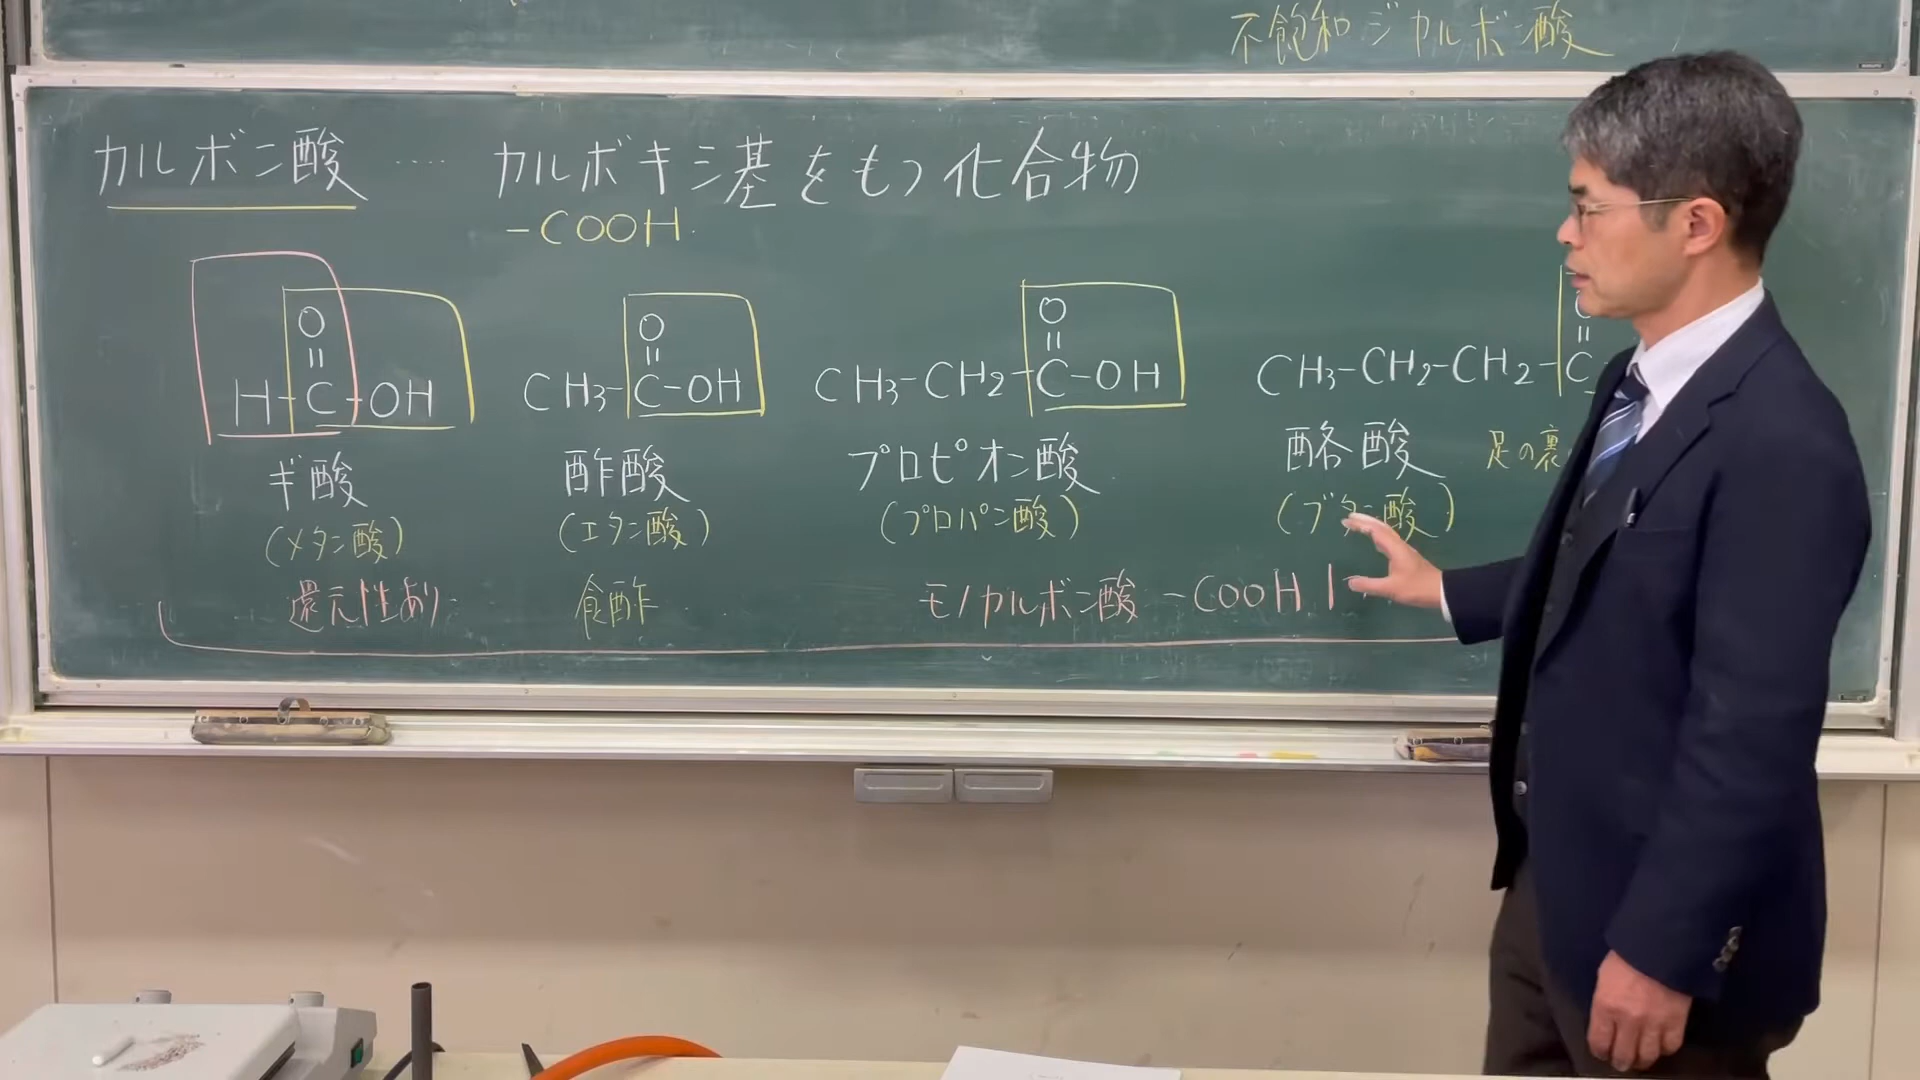 不飽和ジカルボン酸
カルボン酸 ‥‥ カルボキシ基をもつ化合物
-COOH
O O O
|| || || ||
H-C-OH CH3-C-OH CH3-CH2-C-OH CH3-CH2-CH2-C
ギ酸 酢酸 プロピオン酸 酪酸 足の裏
(メタン酸) (エタン酸) (プロパン酸) (ブタン酸)
還元性あり 食酢 モノカルボン酸 -COOH 1